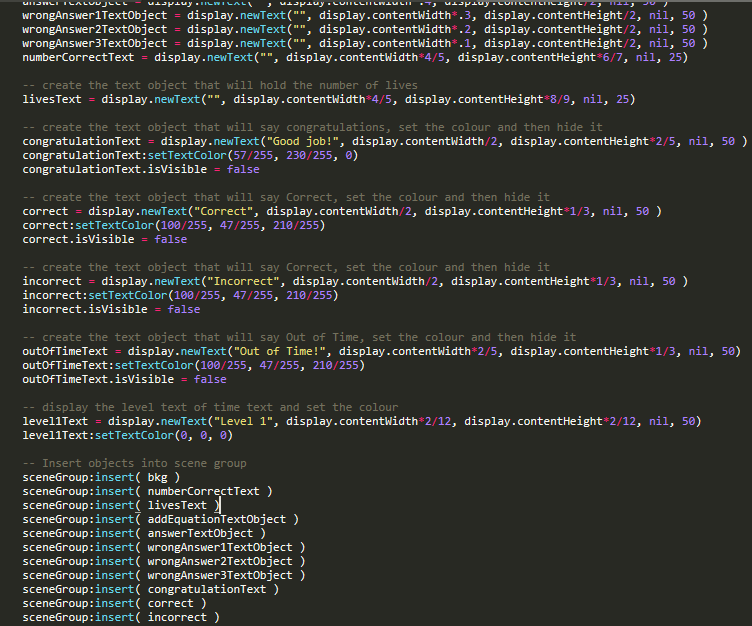 answerTextObject = display.newText("", display.contentWidth*.4, display.contentHeight/2, nil, 50 )
wrongAnswer1TextObject = display.newText("", display.contentWidth*.3, display.contentHeight/2, nil, 50 )
wrongAnswer2TextObject = display.newText("", display.contentWidth*.2, display.contentHeight/2, nil, 50 )
wrongAnswer3TextObject = display.newText("", display.contentWidth*.1, display.contentHeight/2, nil, 50 )
numberCorrectText = display.newText("", display.contentWidth*4/5, display.contentHeight*6/7, nil, 25)
-- create the text object that will hold the number of lives
livesText = display.newText("", display.contentWidth*4/5, display.contentHeight*8/9, nil, 25)
-- create the text object that will say congratulations, set the colour and then hide it
congratulationText = display.newText("Good job!", display.contentWidth/2, display.contentHeight*2/5, nil, 50 )
congratulationText:setTextColor(57/255, 230/255, 0)
congratulationText.isVisible = false
-- create the text object that will say Correct, set the colour and then hide it
correct = display.newText("Correct", display.contentWidth/2, display.contentHeight*1/3, nil, 50 )
correct:setTextColor(100/255, 47/255, 210/255)
correct.isVisible = false
-- create the text object that will say Correct, set the colour and then hide it
incorrect = display.newText("Incorrect", display.contentWidth/2, display.contentHeight*1/3, nil, 50 )
incorrect:setTextColor(100/255, 47/255, 210/255)
incorrect.isVisible = false
-- create the text object that will say Out of Time, set the colour and then hide it
outOfTimeText = display.newText("Out of Time!", display.contentWidth*2/5, display.contentHeight*1/3, nil, 50)
outOfTimeText:setTextColor(100/255, 47/255, 210/255)
outOfTimeText.isVisible = false
-- display the level text of time text and set the colour
level1Text = display.newText("Level 1", display.contentWidth*2/12, display.contentHeight*2/12, nil, 50)
level1Text:setTextColor(0, 0, 0)
-- Insert objects into scene group
sceneGroup:insert( bkg )
sceneGroup:insert( numberCorrectText )
sceneGroup:insert( livesText )
sceneGroup:insert( addEquationTextObject )
sceneGroup:insert( answerTextObject )
sceneGroup:insert( wrongAnswer1TextObject )
sceneGroup:insert( wrongAnswer2TextObject )
sceneGroup:insert( wrongAnswer3TextObject )
sceneGroup:insert( congratulationText )
sceneGroup:insert( correct )
sceneGroup:insert( incorrect )